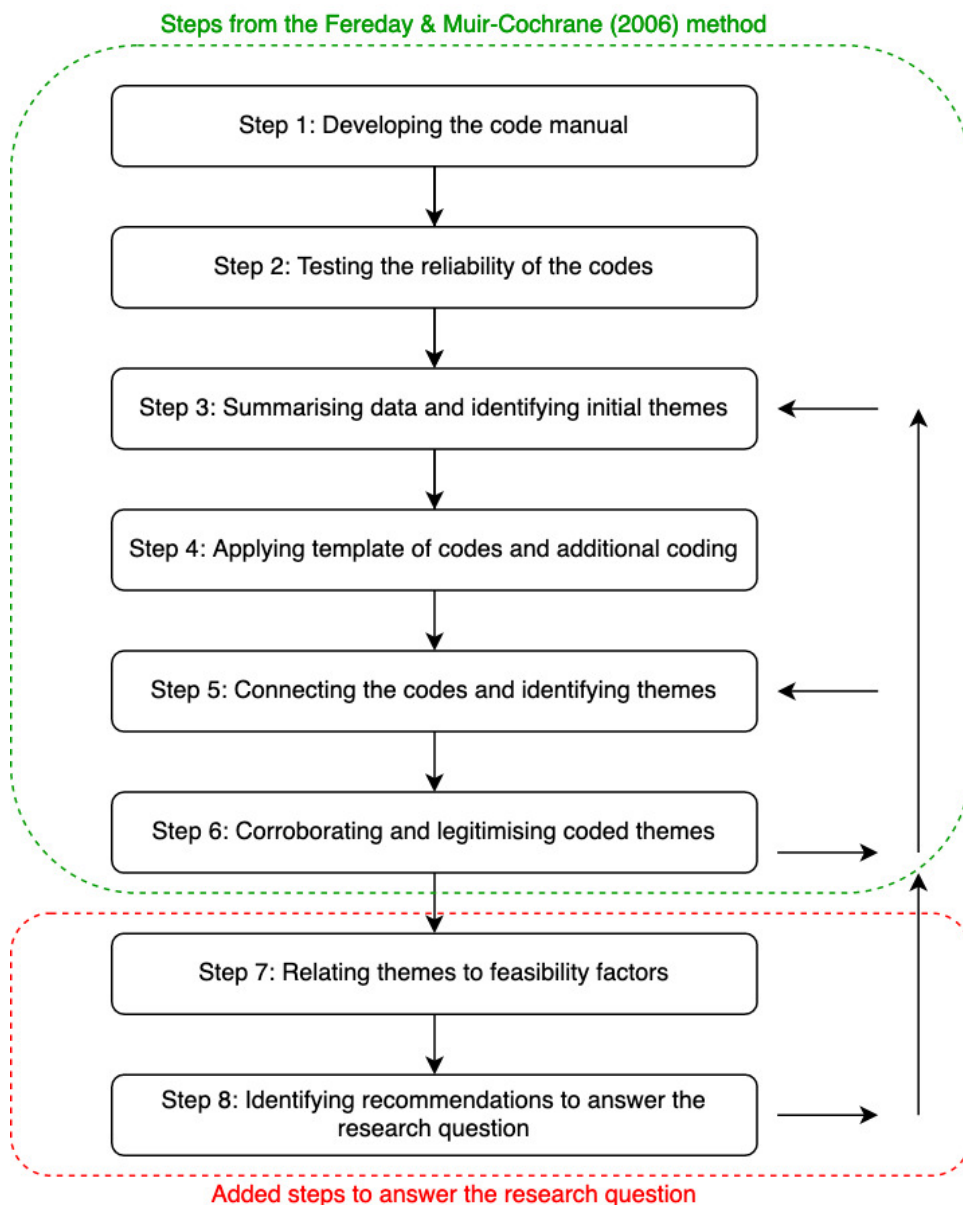 Steps from the Fereday & Muir-Cochrane (2006) method
Step 1: Developing the code manual
Step 2: Testing the reliability of the codes
Step 3: Summarising data and identifying initial themes
Step 4: Applying template of codes and additional coding
Step 5: Connecting the codes and identifying themes
Step 6: Corroborating and legitimising coded themes
Step 7: Relating themes to feasibility factors
Step 8: Identifying recommendations to answer the
research question
Added steps to answer the research question